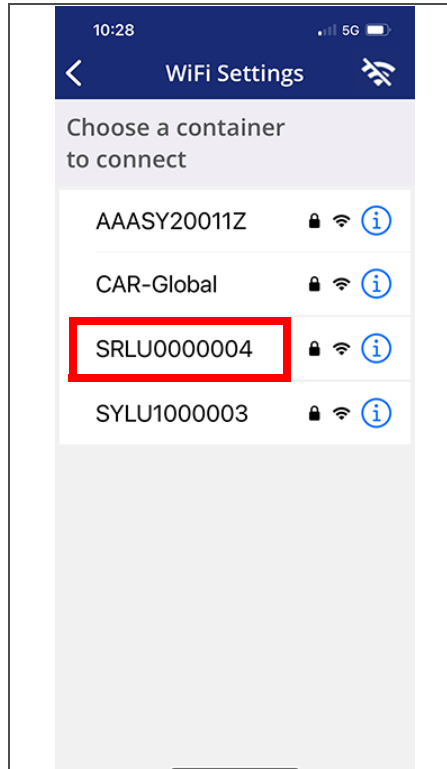 10:28 5G
WiFi Settings
Choose a container
to connect
AAASY20011Z
CAR-Global
SRLU0000004
SYLU1000003